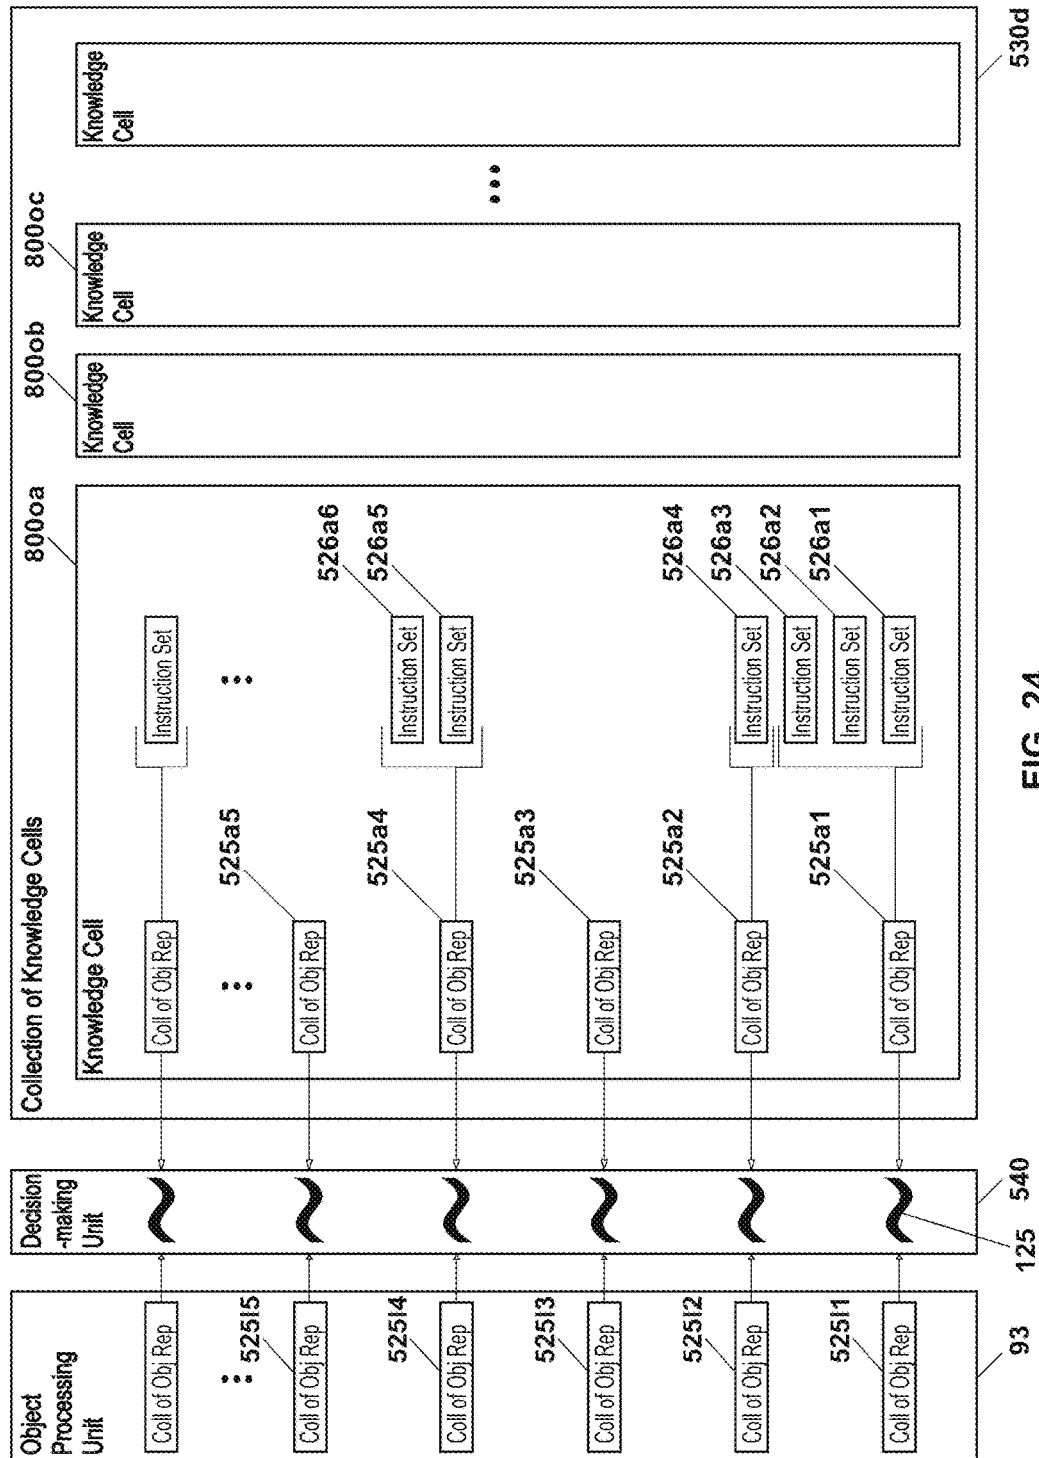 Object
Processing
Unit
Coll of Obj Rep
525l5
Coll of Obj Rep
525l4
Coll of Obj Rep
525l3
Coll of Obj Rep
525l2
Coll of Obj Rep
525l1
Coll of Obj Rep
93
Decision
-making
Unit
125
540
Collection of Knowledge Cells
Knowledge Cell
800oa
Coll of Obj Rep
Instruction Set
525a5
Coll of Obj Rep
525a4
526a6
Instruction Set
526a5
Coll of Obj Rep
Instruction Set
525a3
Coll of Obj Rep
525a2
526a4
Coll of Obj Rep
Instruction Set
526a3
Instruction Set
526a2
Instruction Set
525a1
526a1
Coll of Obj Rep
Instruction Set
800ob
Knowledge
Cell
800oc
Knowledge
Cell
Knowledge
Cell
530d
FIG. 24